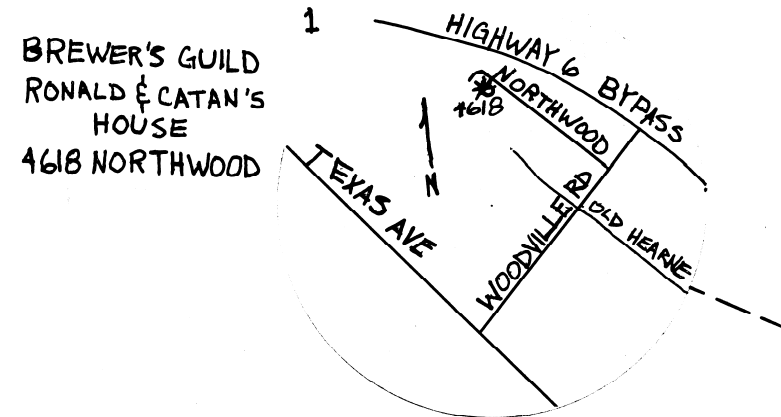 1
BREWER'S GUILD
RONALD & CATAN'S
HOUSE
4618 NORTHWOOD
HIGHWAY 6 BYPASS
NORTHWOOD
4618
N
TEXAS AVE
WOODVILLE RD
OLD HEARNE